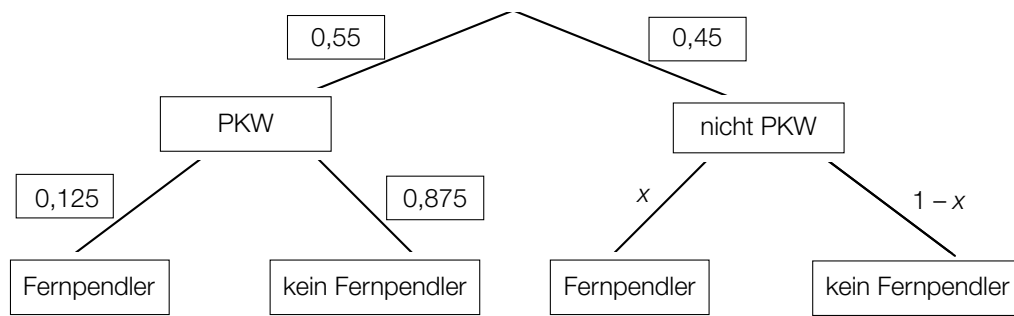 0,55 0,45
PKW nicht PKW
0,125 0,875 x 1 – x
Fernpendler kein Fernpendler Fernpendler kein Fernpendler